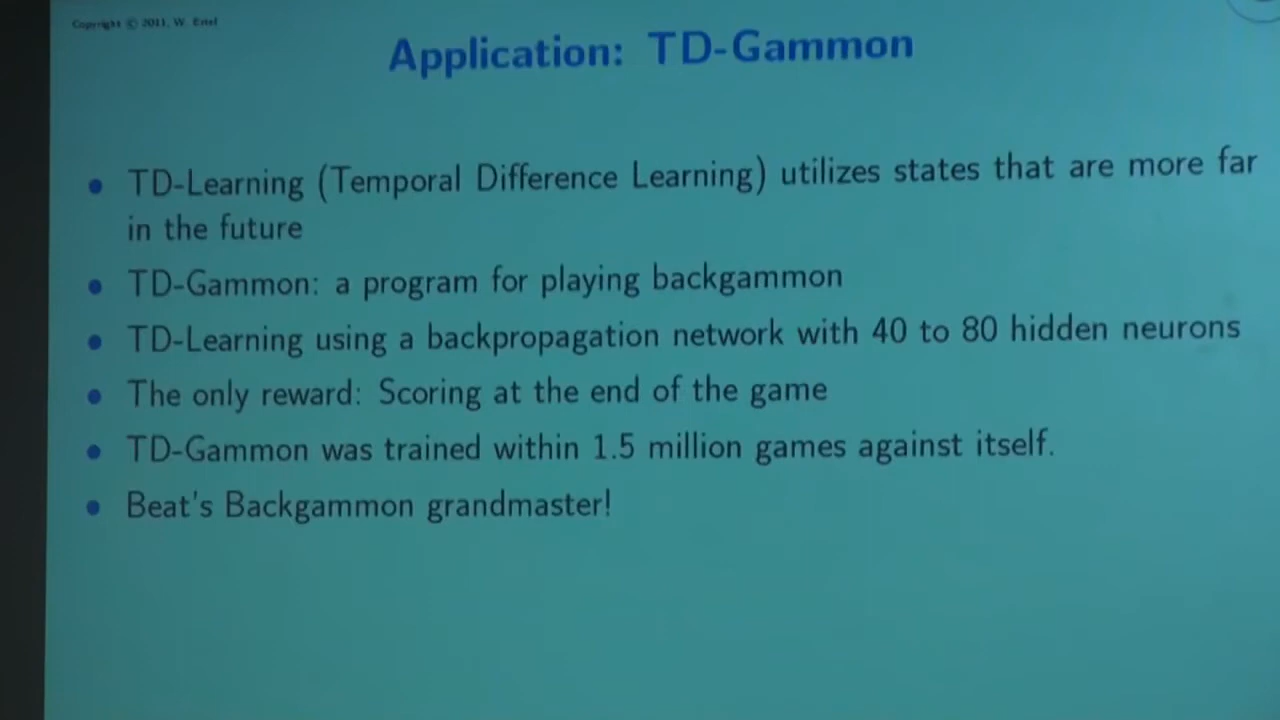 Copyright © 2011, W. Ertel
Application: TD-Gammon
• TD-Learning (Temporal Difference Learning) utilizes states that are more far
in the future
• TD-Gammon: a program for playing backgammon
• TD-Learning using a backpropagation network with 40 to 80 hidden neurons
• The only reward: Scoring at the end of the game
• TD-Gammon was trained within 1.5 million games against itself.
• Beat's Backgammon grandmaster!